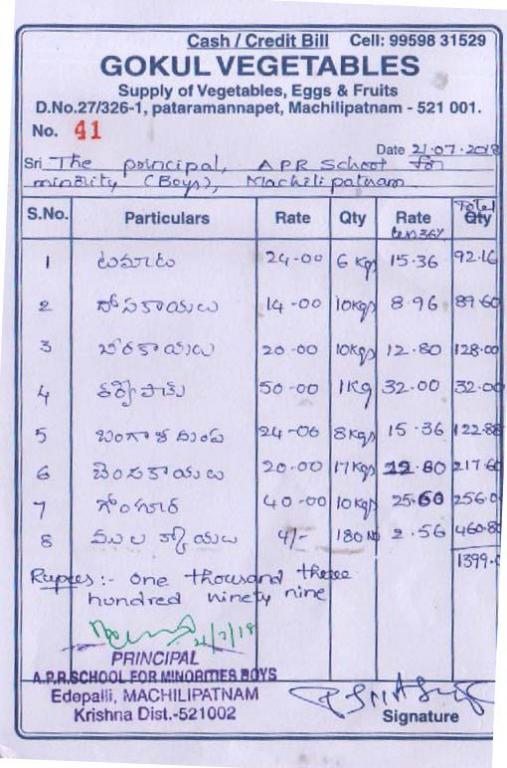 Cash / Credit Bill Cell: 99598 31529
GOKUL VEGETABLES
Supply of Vegetables, Eggs & Fruits
D.No.27/326-1, pataramannapet, Machilipatnam - 521 001.
No. 41
Date 21-07-2018
Sri The principal, APR School for
minority (Boys), Machilipatnam
S.No. Particulars Rate Qty Rate Total Qty
less 36%
1 టమాట 24-00 6 Kgs 15.36 92.16
2 దోసకాయలు 14-00 10Kgs 8.96 89.60
3 బీరకాయలు 20-00 10Kgs 12.80 128.00
4 50-00 1Kg 32.00 32.00
5 బంగాళదుంప 24-00 8Kgs 15.36 122.88
6 బెండకాయలు 20.00 17Kgs 12.80 217.60
7 గోంగూర 40-00 10Kgs 25.60 256.0
8 ములక్కాయలు 4/- 180 No 2.56 460.80
1399.
Rupees :- One thousand three
hundred ninety nine
21/7/18
PRINCIPAL
A.P.R.SCHOOL FOR MINORITIES BOYS
Edepalli, MACHILIPATNAM
Krishna Dist.-521002
Signature